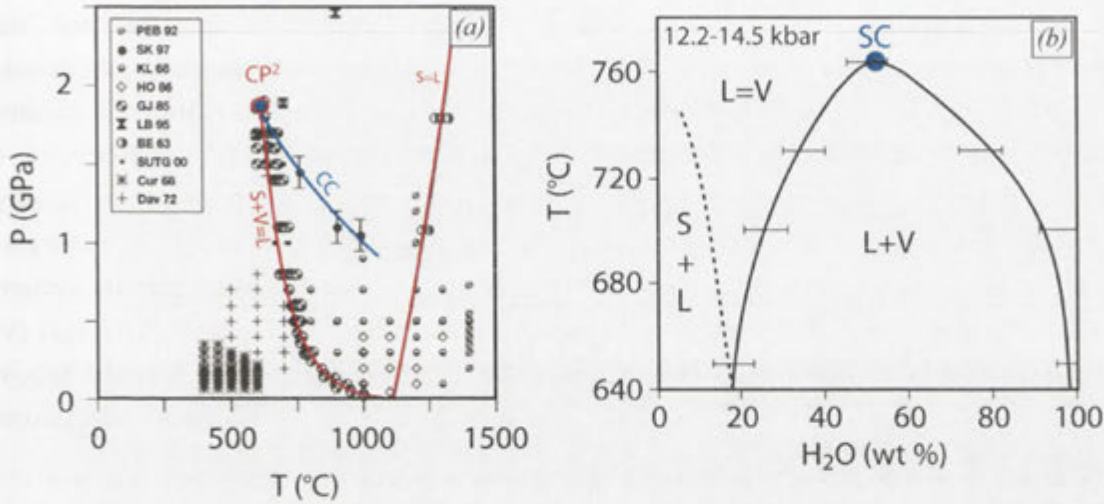 (a)
PEB 92
SK 97
KL 68
HO 86
GJ 85
LB 95
BE 63
SUTG 00
Cur 66
Dav 72
CP²
S=L
CC
S+V=L
P (GPa)
2
1
0
0
500
1000
1500
T (°C)
(b)
12.2-14.5 kbar
SC
L=V
S
+
L
L+V
T (°C)
760
720
680
640
0
20
40
60
80
100
H₂O (wt %)